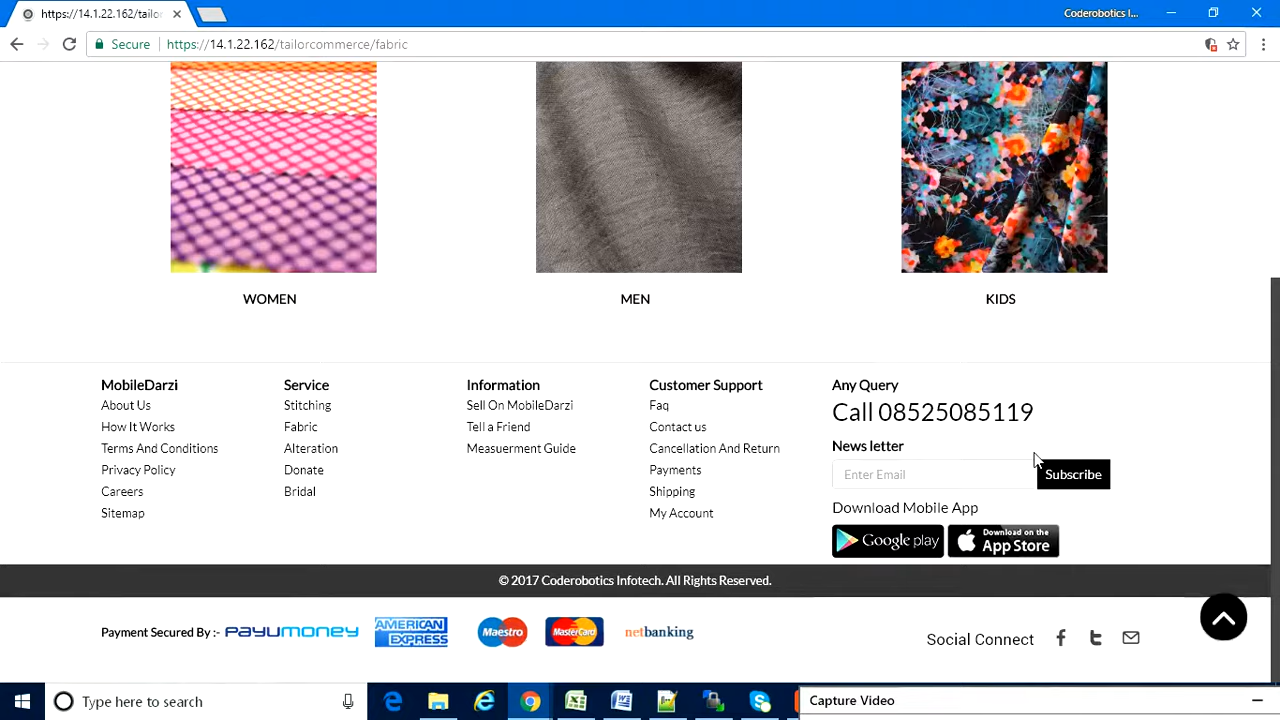 https://14.1.22.162/tailor
Coderobotics I...
Secure
https://14.1.22.162/tailorcommerce/fabric
WOMEN
MEN
KIDS
MobileDarzi
About Us
How It Works
Terms And Conditions
Privacy Policy
Careers
Sitemap
Service
Stitching
Fabric
Alteration
Donate
Bridal
Information
Sell On MobileDarzi
Tell a Friend
Measuerment Guide
Customer Support
Faq
Contact us
Cancellation And Return
Payments
Shipping
My Account
Any Query
Call 08525085119
News letter
Enter Email
Subscribe
Download Mobile App
Google play
Download on the
App Store
© 2017 Coderobotics Infotech. All Rights Reserved.
Payment Secured By :-
PayUmoney
AMERICAN
EXPRESS
Maestro
MasterCard
netbanking
Social Connect
Type here to search
Capture Video